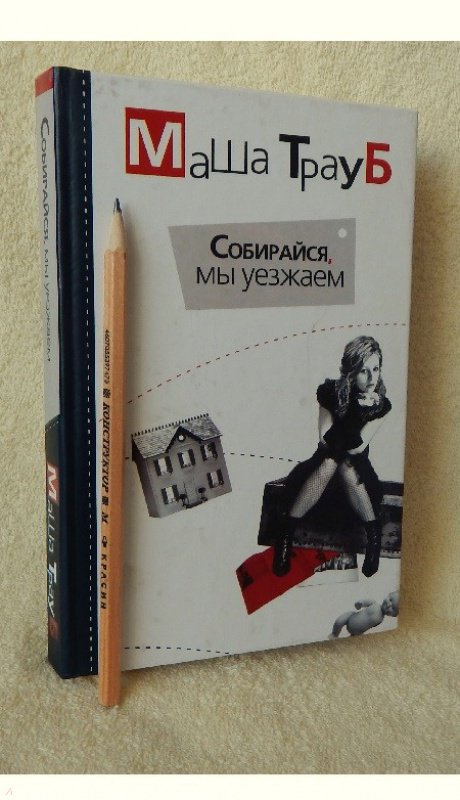 Маша Трауб
Собирайся,
мы уезжаем
Собирайся, мы уезжаем
Маша Трауб
КОНСТРУКТОР М КРАСИН